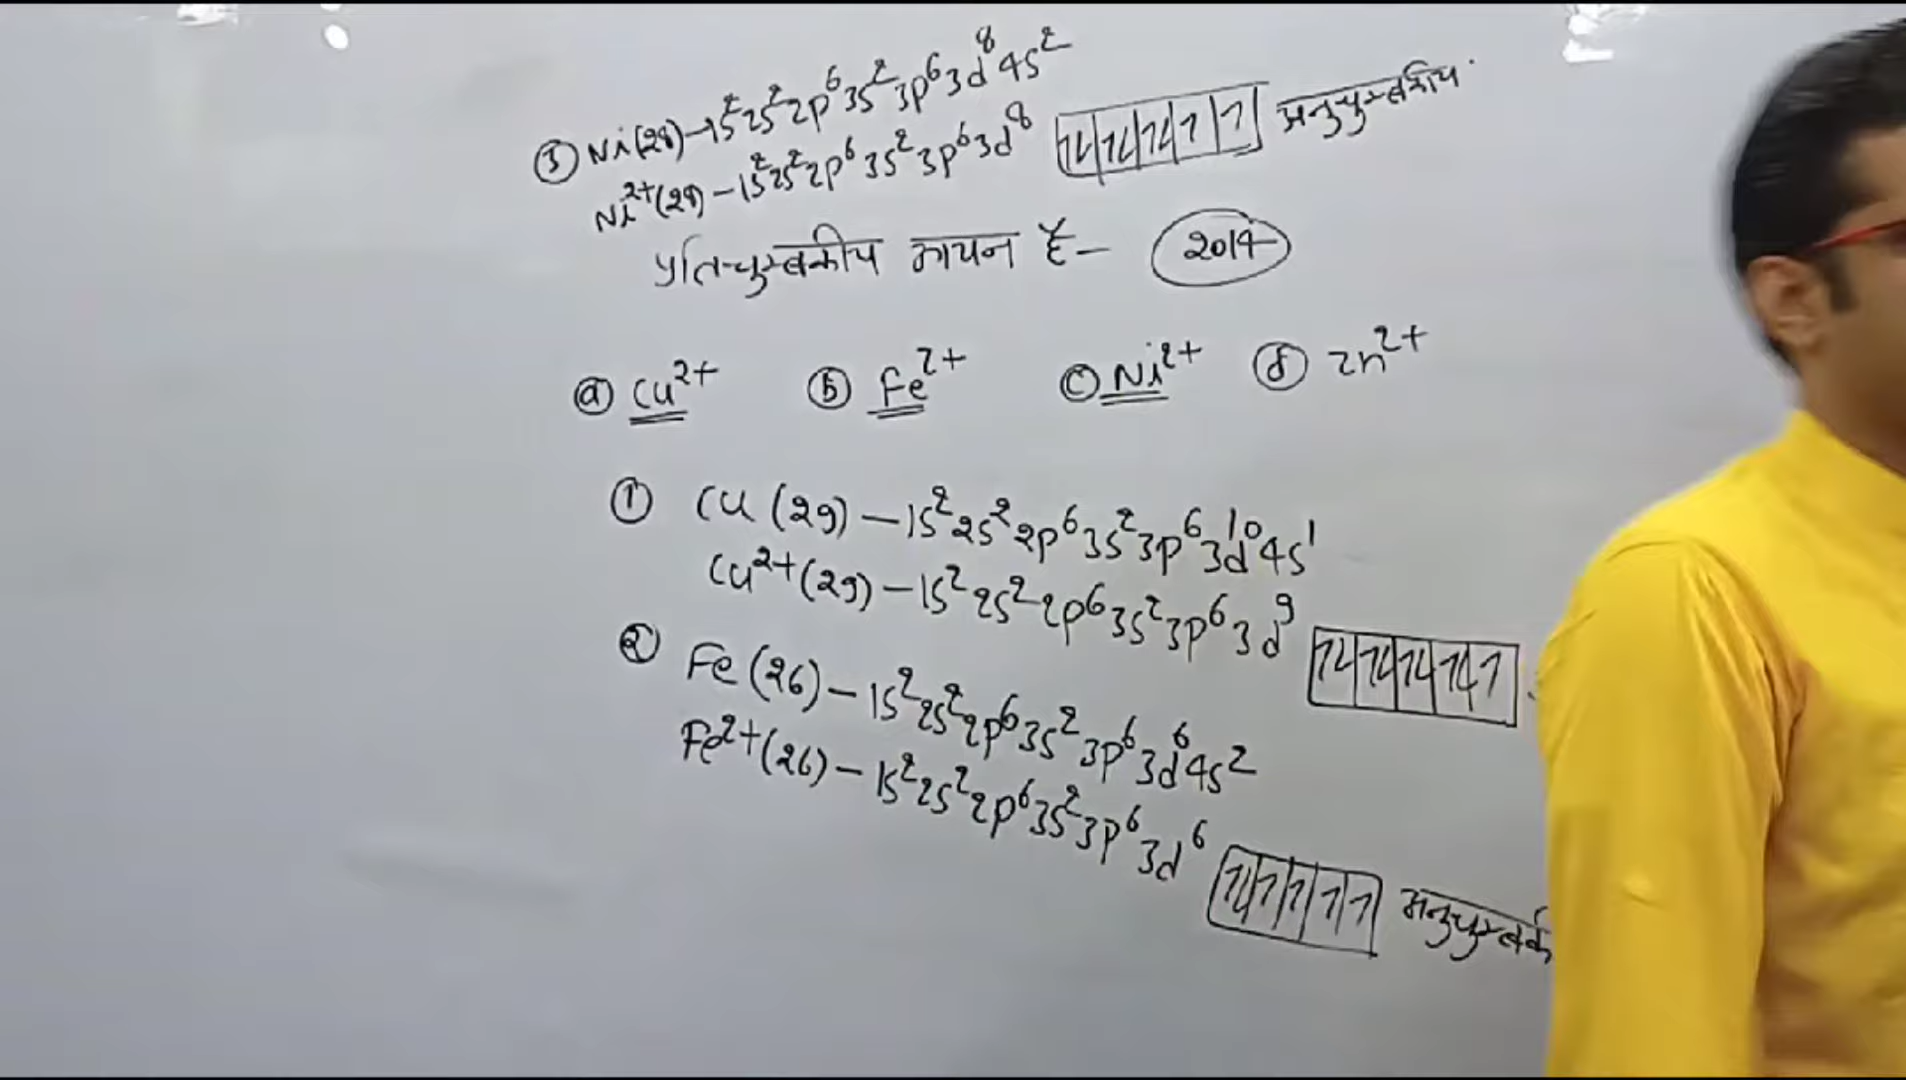 ③ Ni(28)-1s²2s²2p⁶3s²3p⁶3d⁸4s²
Ni²⁺(28)-1s²2s²2p⁶3s²3p⁶3d⁸ अनुचुम्बकीय
प्रतिचुम्बकीय आयन है- 2019
ⓐ Cu²⁺ ⓑ Fe²⁺ ⓒ Ni²⁺ ⓓ Zn²⁺
① Cu (29)-1s²2s²2p⁶3s²3p⁶3d¹⁰4s¹
Cu²⁺(29)-1s²2s²2p⁶3s²3p⁶3d⁹
② Fe (26)-1s²2s²2p⁶3s²3p⁶3d⁶4s²
Fe²⁺(26)-1s²2s²2p⁶3s²3p⁶3d⁶ अनुचुम्बकी